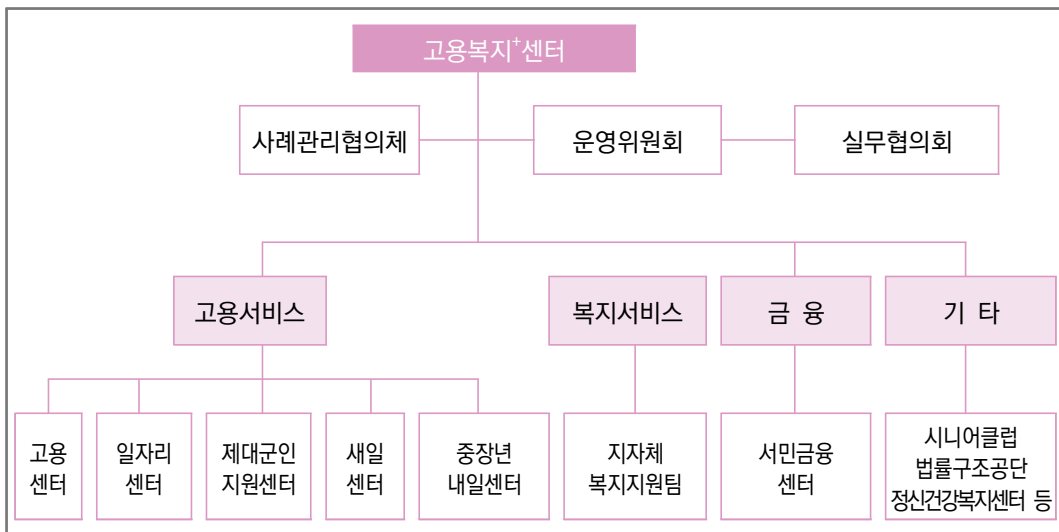 고용복지+센터
사례관리협의체
운영위원회
실무협의회
고용서비스
복지서비스
금 융
기 타
고용
센터
일자리
센터
제대군인
지원센터
새일
센터
중장년
내일센터
지자체
복지지원팀
서민금융
센터
시니어클럽
법률구조공단
정신건강복지센터 등